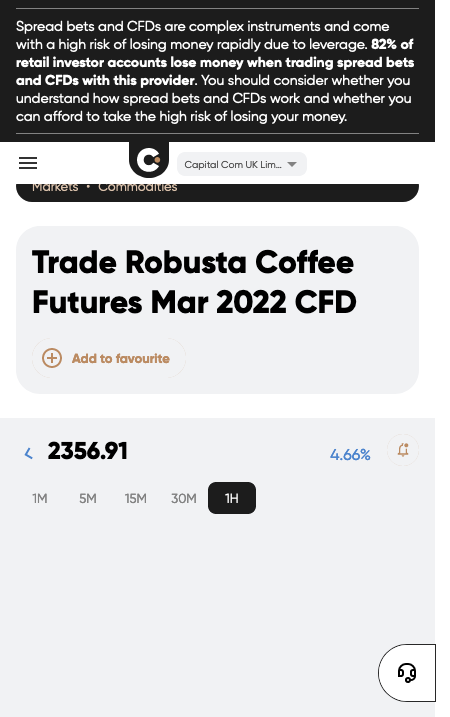 Spread bets and CFDs are complex instruments and come
with a high risk of losing money rapidly due to leverage. 82% of
retail investor accounts lose money when trading spread bets
and CFDs with this provider. You should consider whether you
understand how spread bets and CFDs work and whether you
can afford to take the high risk of losing your money.
Capital Com UK Lim...
Markets • Commodities
Trade Robusta Coffee
Futures Mar 2022 CFD
Add to favourite
2356.91
4.66%
1M 5M 15M 30M 1H